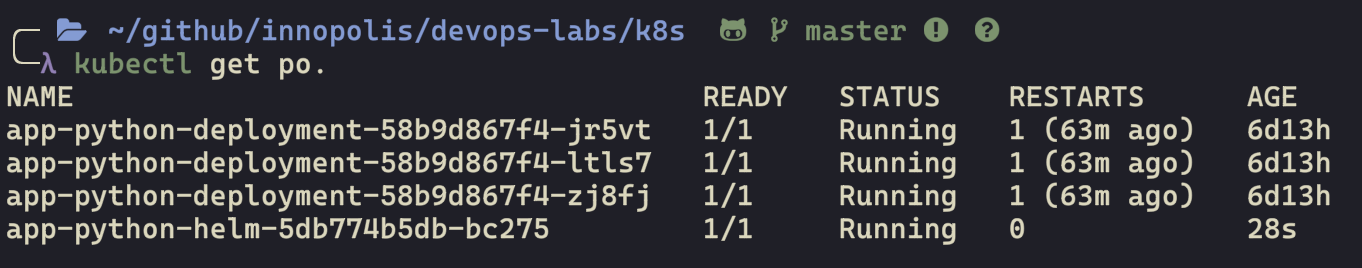 ~/github/innopolis/devops-labs/k8s master ! ?
λ kubectl get po.
NAME READY STATUS RESTARTS AGE
app-python-deployment-58b9d867f4-jr5vt 1/1 Running 1 (63m ago) 6d13h
app-python-deployment-58b9d867f4-ltls7 1/1 Running 1 (63m ago) 6d13h
app-python-deployment-58b9d867f4-zj8fj 1/1 Running 1 (63m ago) 6d13h
app-python-helm-5db774b5db-bc275 1/1 Running 0 28s